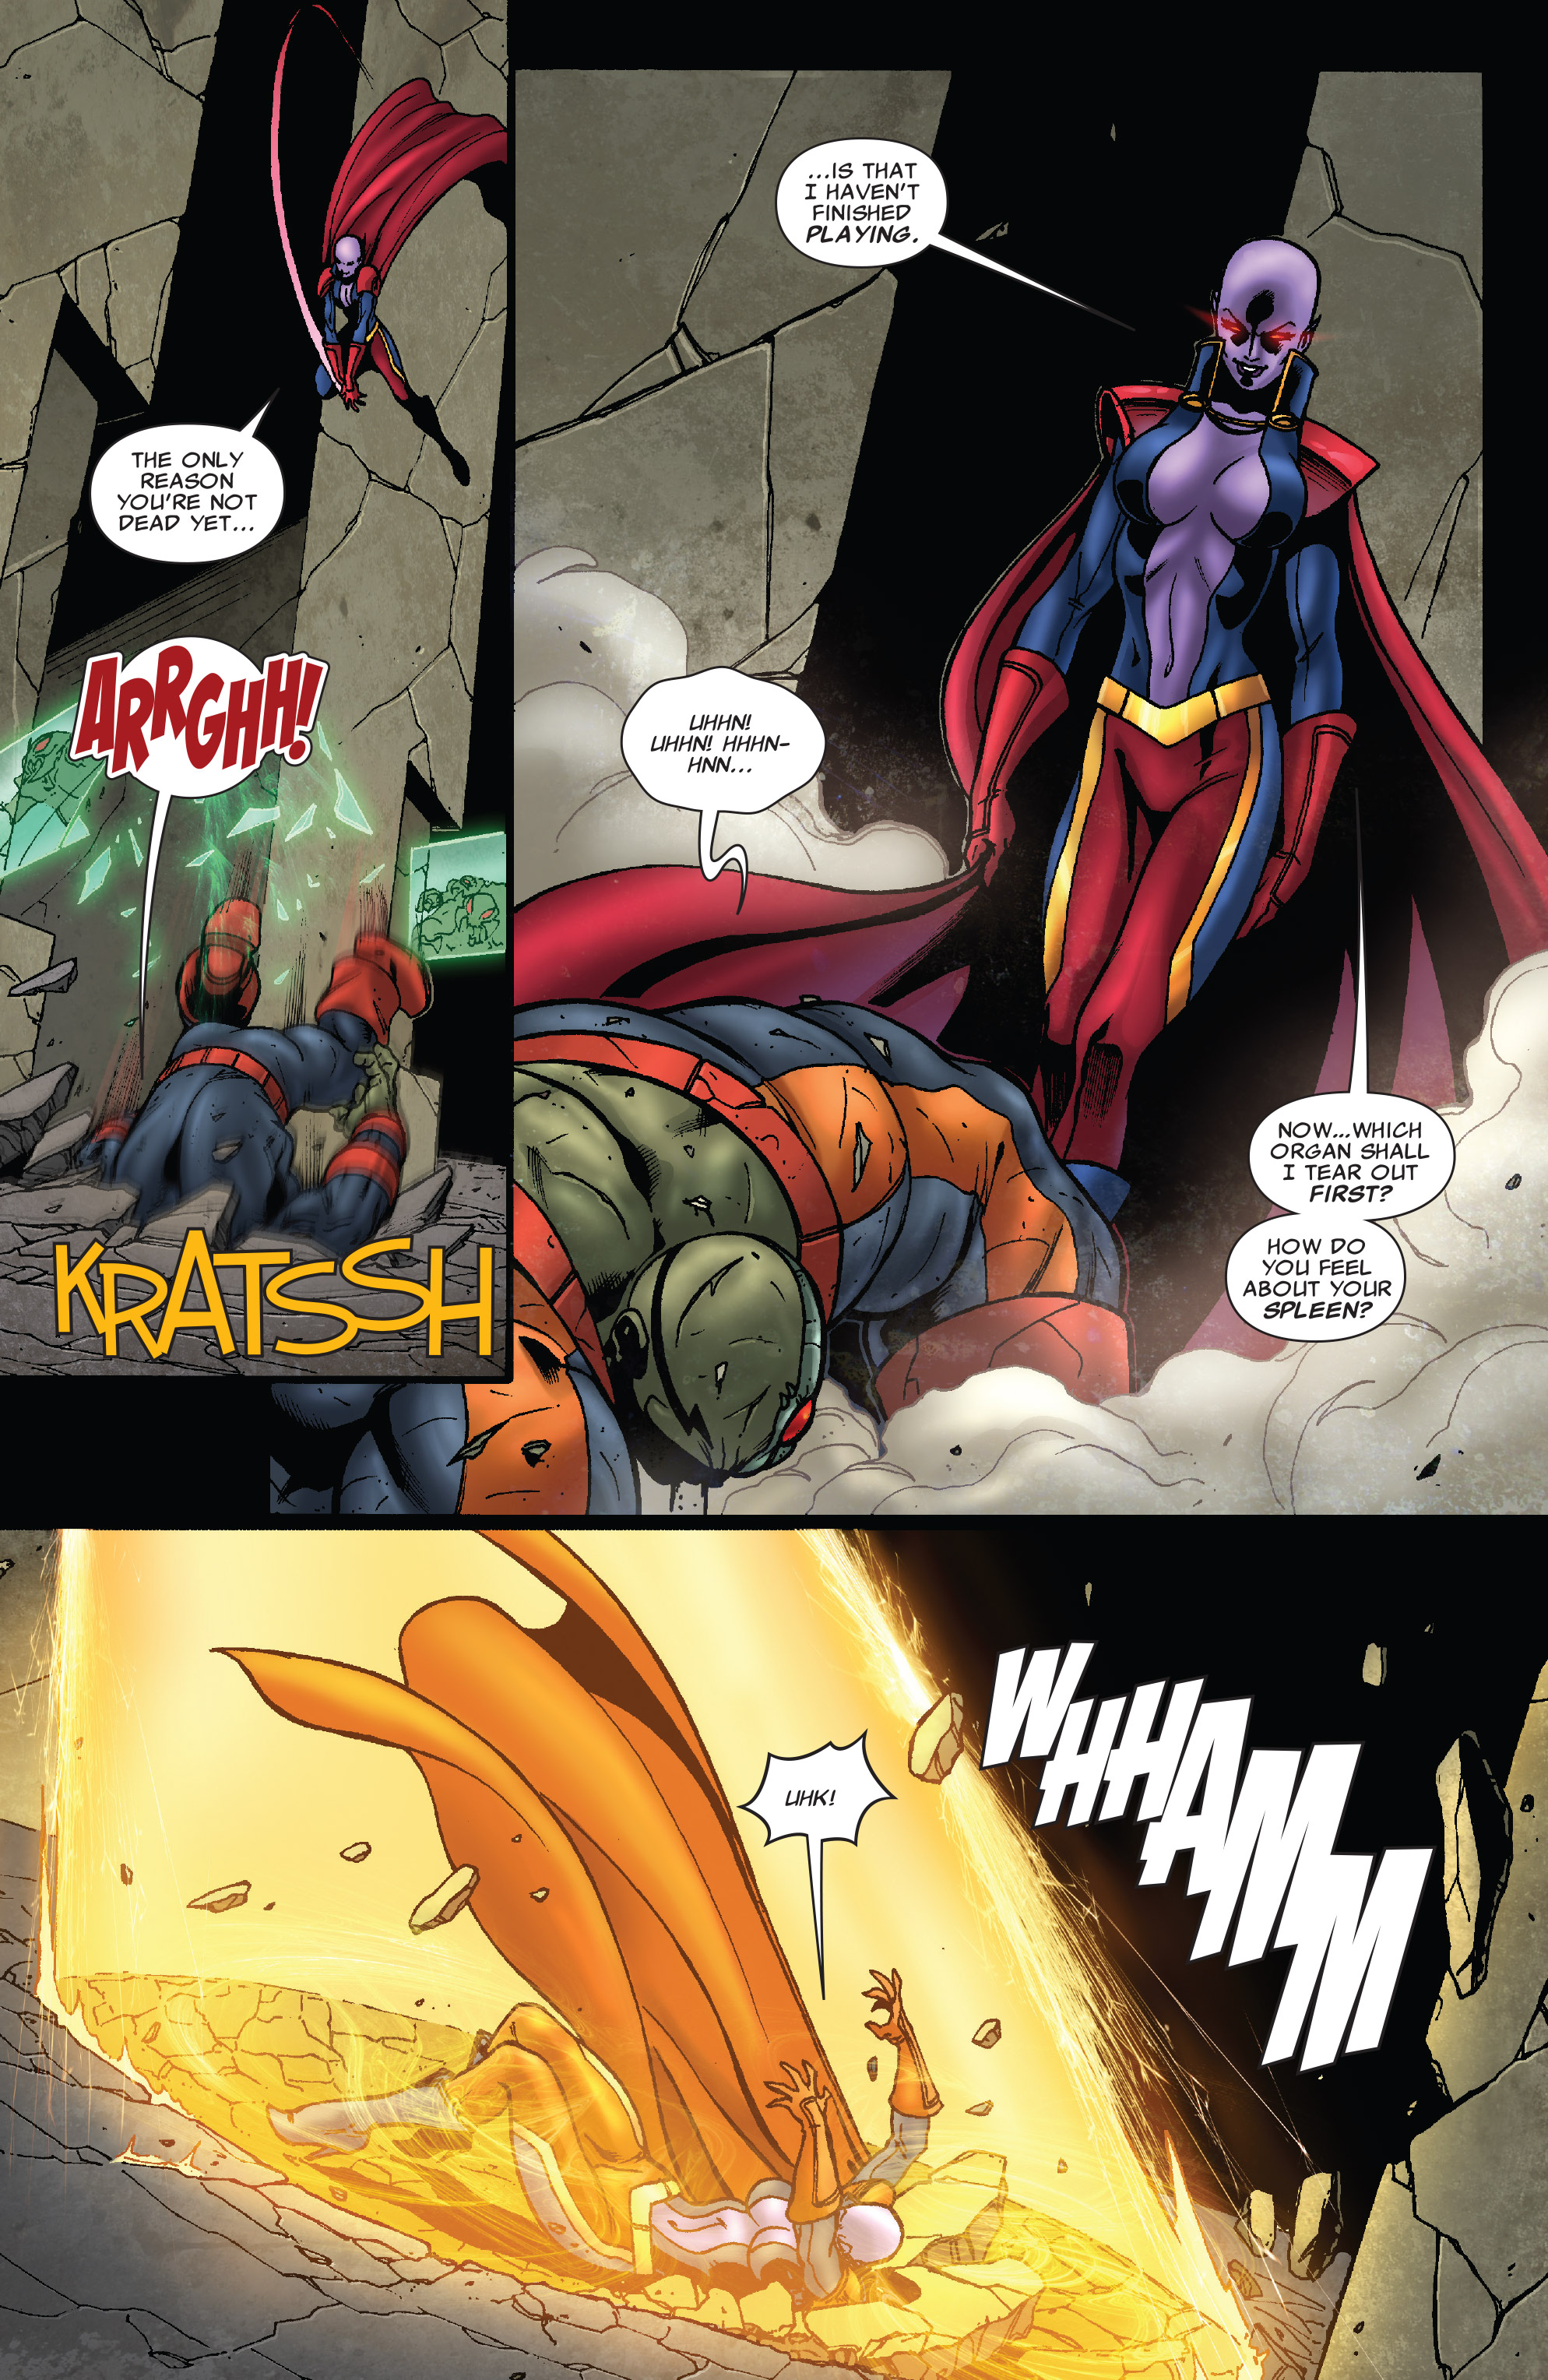 THE ONLY
REASON
YOU'RE NOT
DEAD YET...
ARRGHH!
KRATSSH
...IS THAT
I HAVEN'T
FINISHED
PLAYING.
UHHN!
UHHN! HHHN-
HNN...
NOW...WHICH
ORGAN SHALL
I TEAR OUT
FIRST?
HOW DO
YOU FEEL
ABOUT YOUR
SPLEEN?
UHK!
WHHAMM